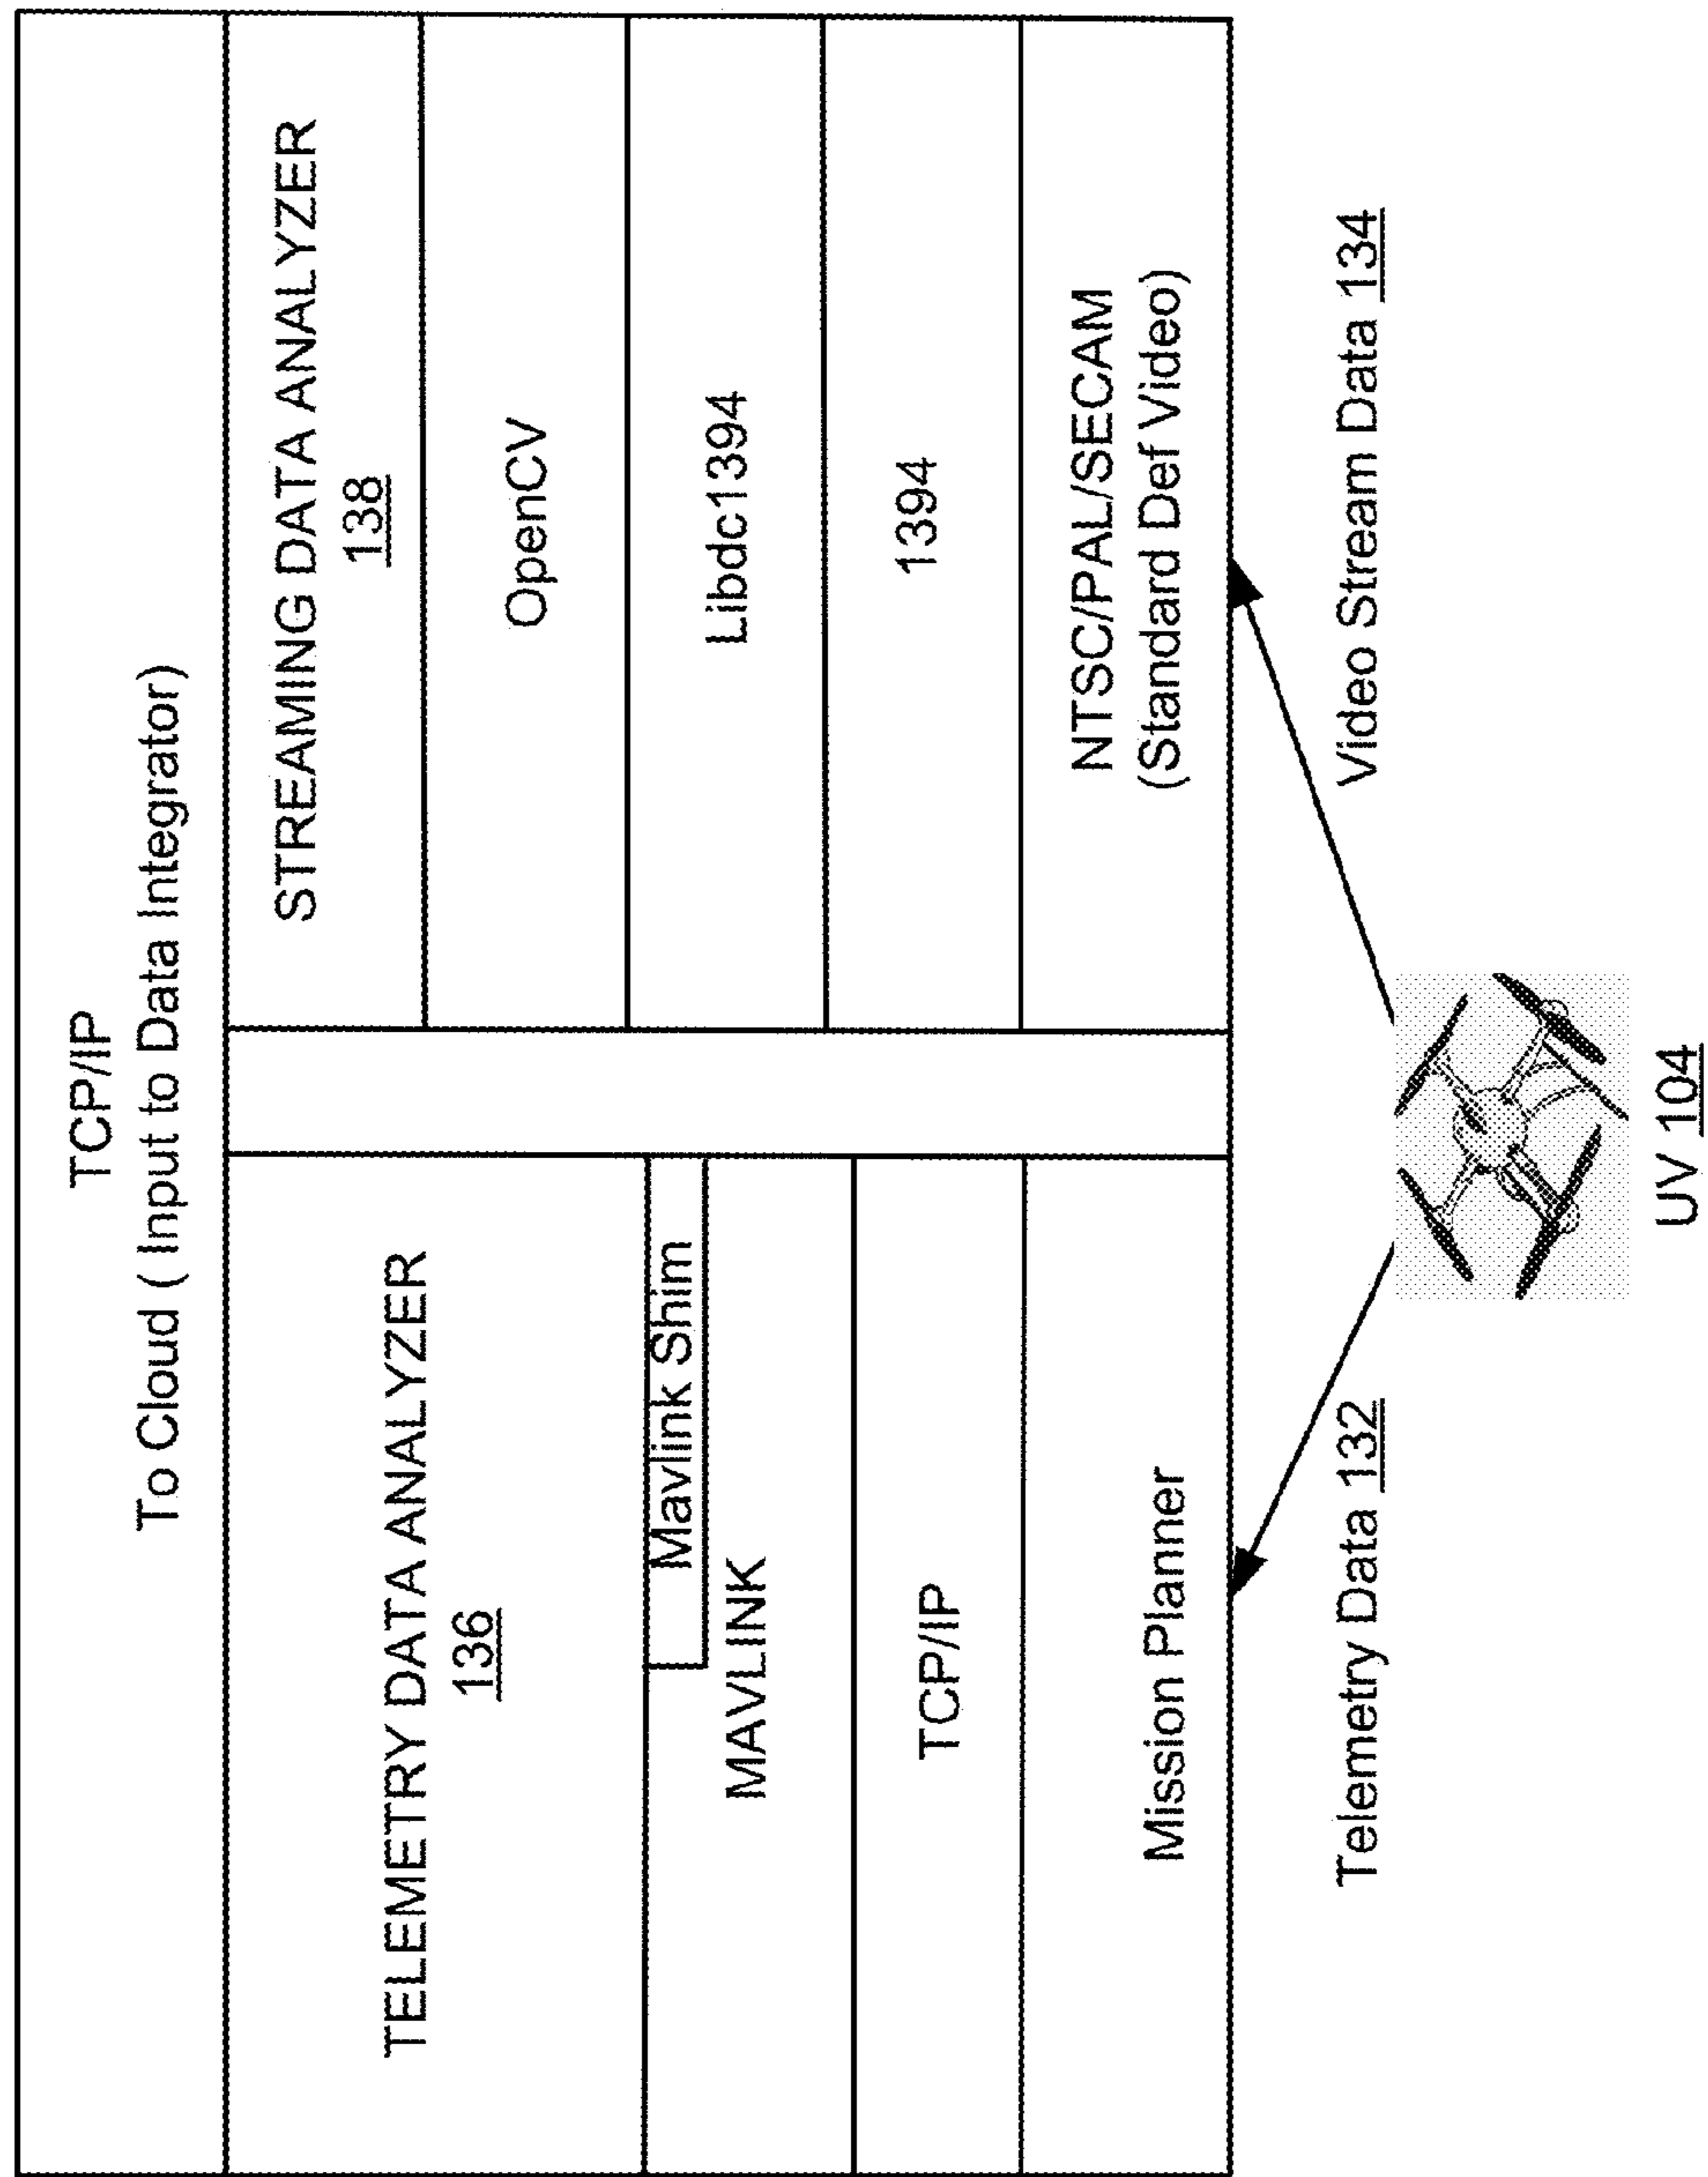 TCP/IP
To Cloud ( Input to Data Integrator)
TELEMETRY DATA ANALYZER
136
Mavlink Shim
MAVLINK
TCP/IP
Mission Planner
STREAMING DATA ANALYZER
138
OpenCV
Libdc1394
1394
NTSC/PAL/SECAM
(Standard Def Video)
Telemetry Data 132
Video Stream Data 134
UV 104